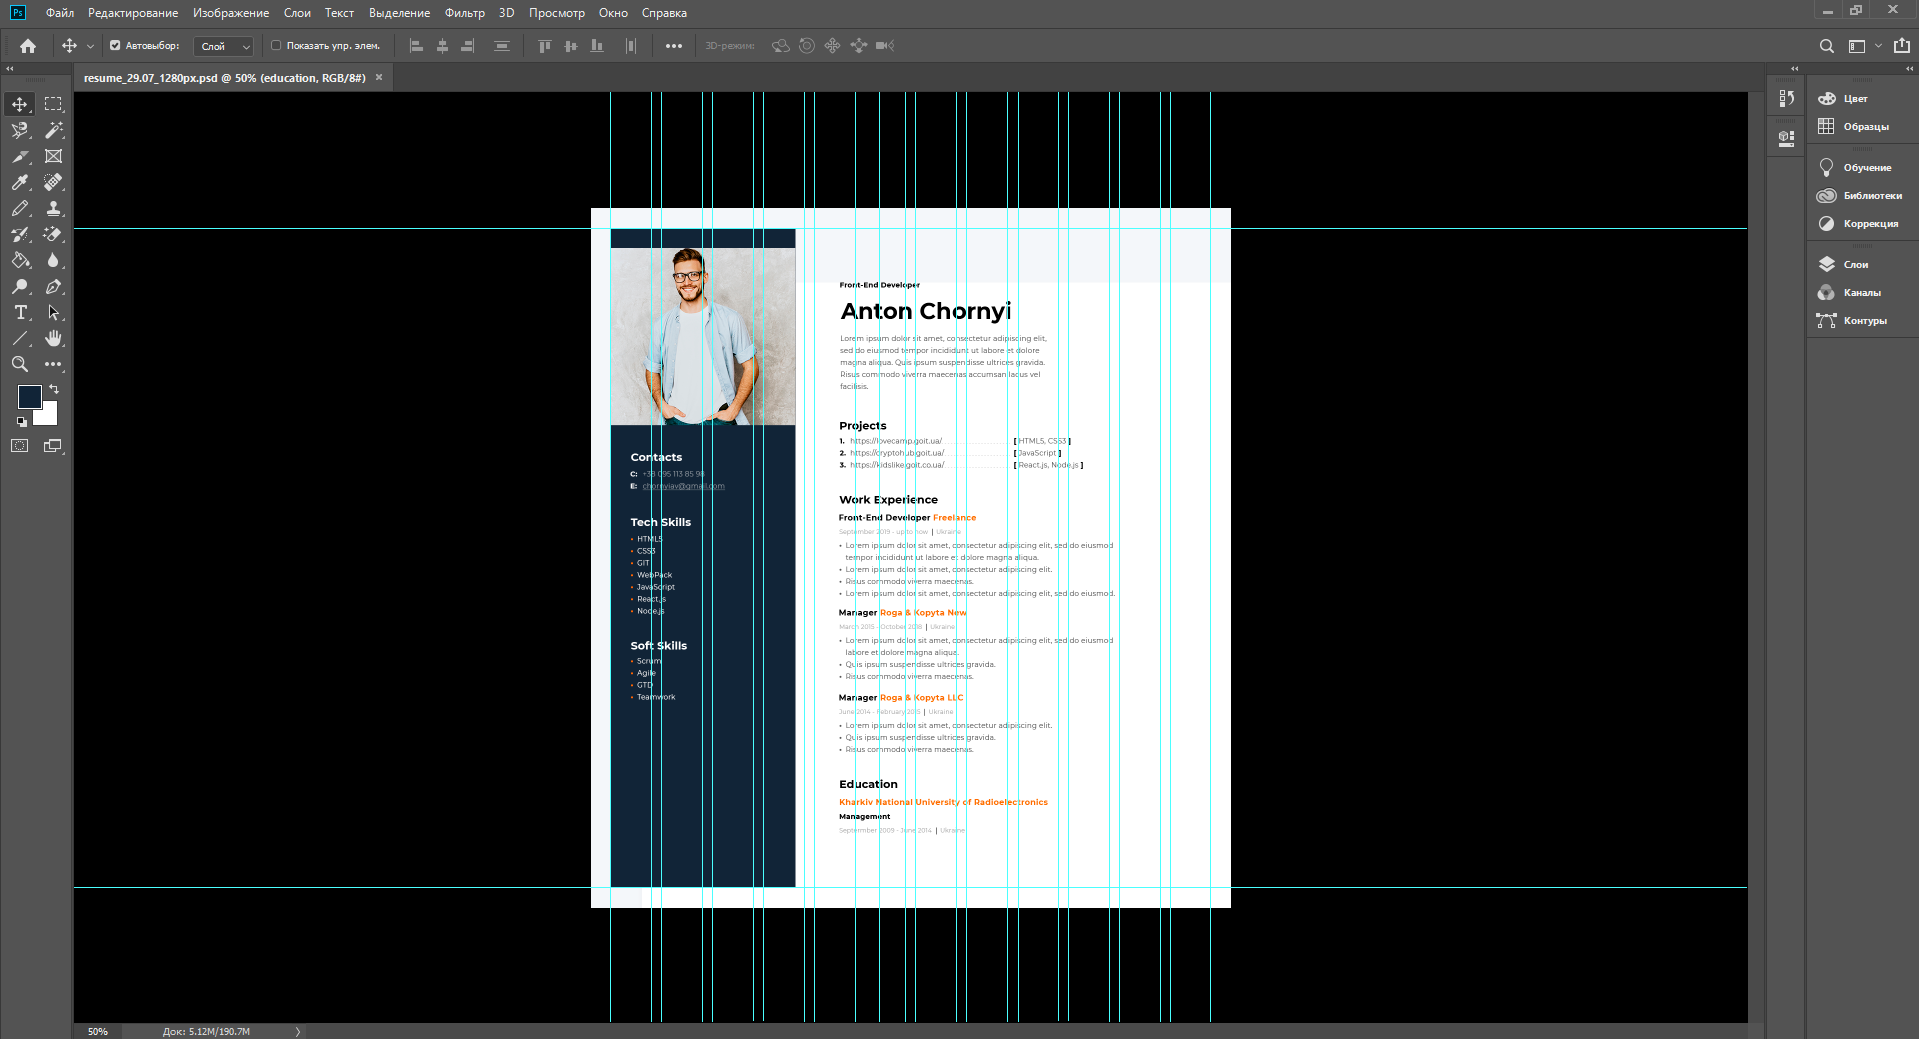 Ps Файл Редактирование Изображение Слои Текст Выделение Фильтр 3D Просмотр Окно Справка
Автовыбор: Слой Показать упр. элем. 3D-режим:
resume_29.07_1280px.psd @ 50% (education, RGB/8#)
Цвет
Образцы
Обучение
Библиотеки
Коррекция
Слои
Каналы
Контуры
Contacts
C: +38 095 113 85 98
E: chornyiav@gmail.com
Tech Skills
• HTML5
• CSS3
• GIT
• WebPack
• JavaScript
• React.js
• Node.js
Soft Skills
• Scrum
• Agile
• GTD
• Teamwork
Front-End Developer
Anton Chornyi
Lorem ipsum dolor sit amet, consectetur adipiscing elit,
sed do eiusmod tempor incididunt ut labore et dolore
magna aliqua. Quis ipsum suspendisse ultrices gravida.
Risus commodo viverra maecenas accumsan lacus vel
facilisis.
Projects
1. https://lovecamp.goit.ua/ [ HTML5, CSS3 ]
2. https://cryptohub.goit.ua/ [ JavaScript ]
3. https://kidslike.goit.co.ua/ [ React.js, Node.js ]
Work Experience
Front-End Developer Freelance
September 2019 - up to now | Ukraine
• Lorem ipsum dolor sit amet, consectetur adipiscing elit, sed do eiusmod
tempor incididunt ut labore et dolore magna aliqua.
• Lorem ipsum dolor sit amet, consectetur adipiscing elit.
• Risus commodo viverra maecenas.
• Lorem ipsum dolor sit amet, consectetur adipiscing elit, sed do eiusmod.
Manager Roga & Kopyta New
March 2015 - October 2018 | Ukraine
• Lorem ipsum dolor sit amet, consectetur adipiscing elit, sed do eiusmod
labore et dolore magna aliqua.
• Quis ipsum suspendisse ultrices gravida.
• Risus commodo viverra maecenas.
Manager Roga & Kopyta LLC
June 2014 - February 2015 | Ukraine
• Lorem ipsum dolor sit amet, consectetur adipiscing elit.
• Quis ipsum suspendisse ultrices gravida.
• Risus commodo viverra maecenas.
Education
Kharkiv National University of Radioelectronics
Management
September 2009 - June 2014 | Ukraine
50% Док: 5.12M/190.7M